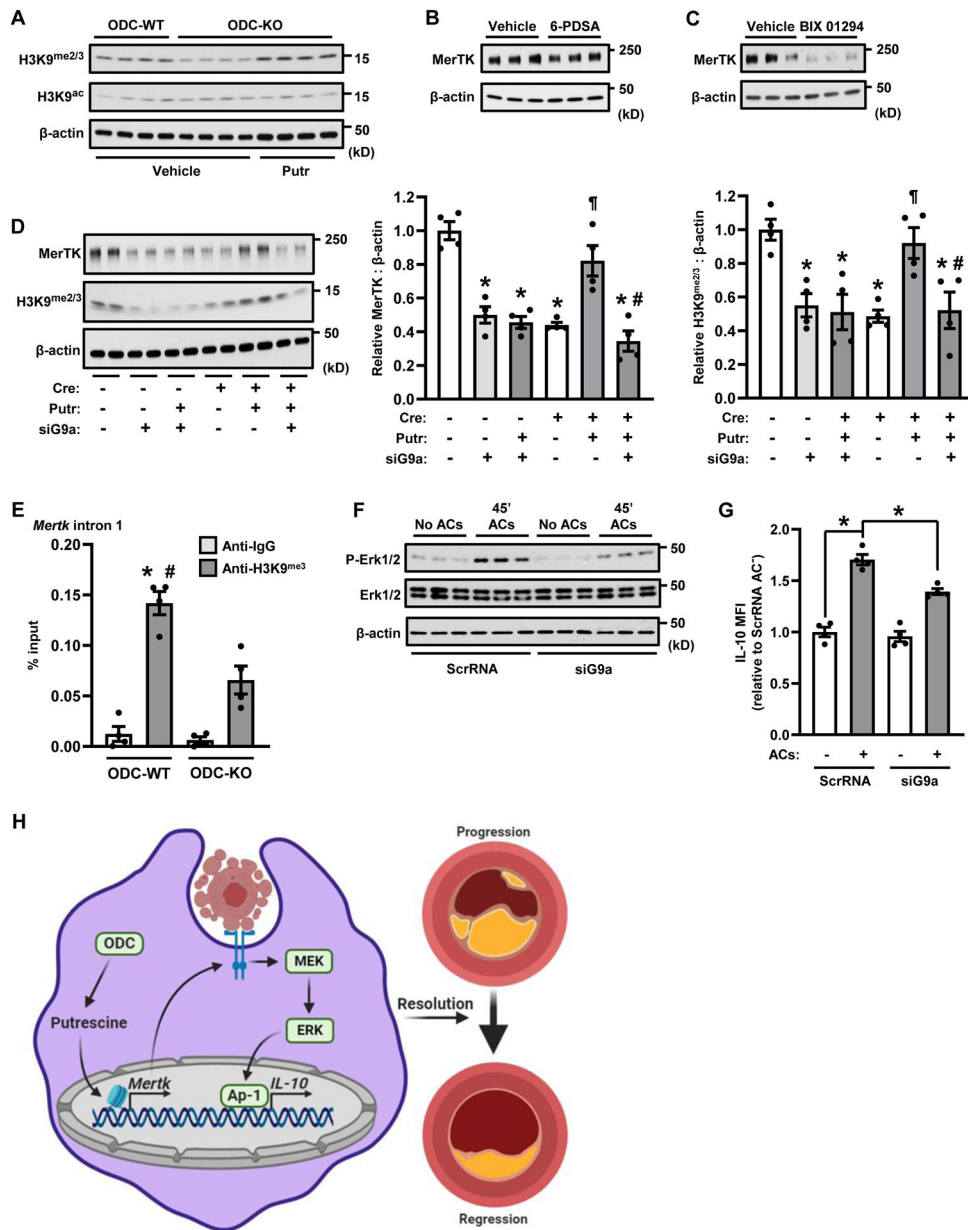 A
ODC-WT ODC-KO
H3K9me2/3 15
H3K9ac 15
β-actin 50
(kD)
Vehicle Putr
B
Vehicle 6-PDSA
MerTK 250
β-actin 50
(kD)
C
Vehicle BIX 01294
MerTK 250
β-actin 50
(kD)
D
MerTK 250
H3K9me2/3 15
β-actin 50
(kD)
Cre: - - - + + +
Putr: - - + - + +
siG9a: - + + - - +
Relative MerTK : β-actin
1.2
1.0
0.8
0.6
0.4
0.2
0.0
* * * ¶ * #
Cre: - - - + + +
Putr: - - + - + +
siG9a: - + + - - +
Relative H3K9me2/3 : β-actin
1.2
1.0
0.8
0.6
0.4
0.2
0.0
* * * ¶ * #
Cre: - - + + + +
Putr: - - + - + +
siG9a: - + + - - +
E
Mertk intron 1
% input
0.20
0.15
0.10
0.05
0.00
* #
Anti-IgG
Anti-H3K9me3
ODC-WT ODC-KO
F
No ACs 45' ACs No ACs 45' ACs
P-Erk1/2 50
Erk1/2 50
β-actin 50
(kD)
ScrRNA siG9a
G
IL-10 MFI
(relative to ScrRNA AC-)
2.0
1.5
1.0
0.5
0.0
* *
ACs: - + - +
ScrRNA siG9a
H
ODC
Putrescine
Mertk
MEK
ERK
Ap-1
IL-10
Resolution
Progression
Regression